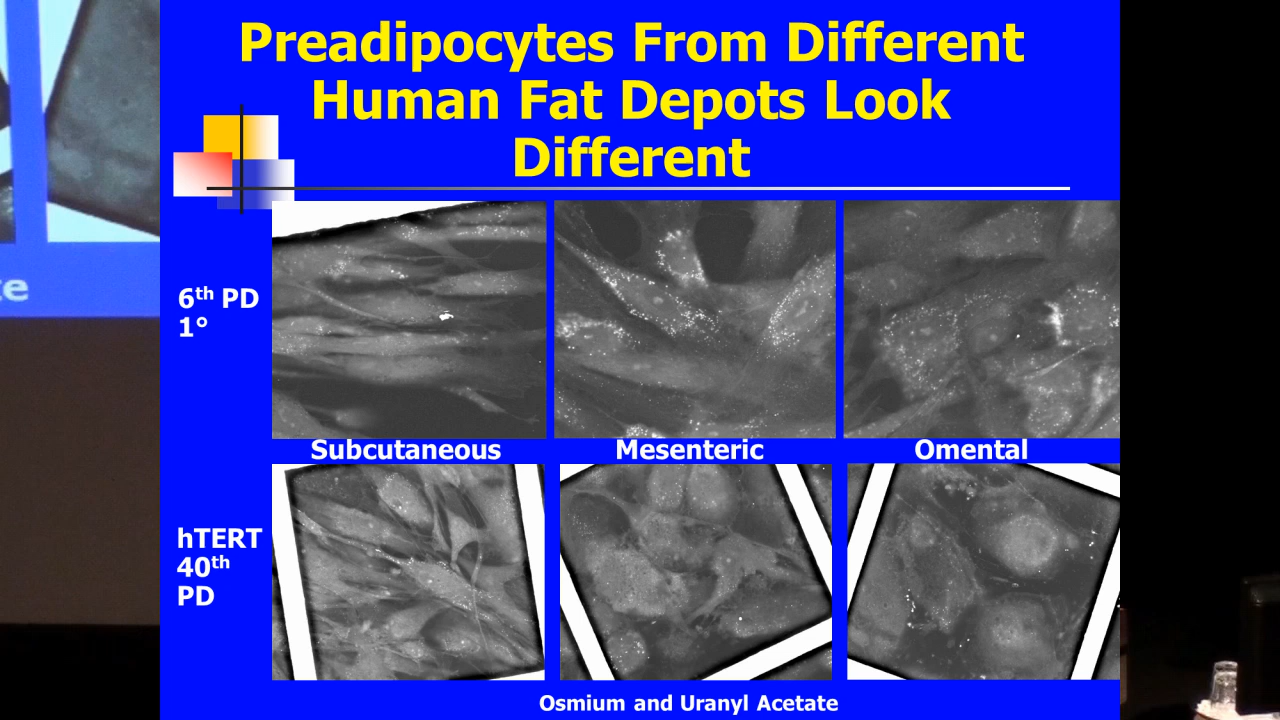 Preadipocytes From Different
Human Fat Depots Look
Different
6th PD
1°
Subcutaneous
Mesenteric
Omental
hTERT
40th
PD
Osmium and Uranyl Acetate